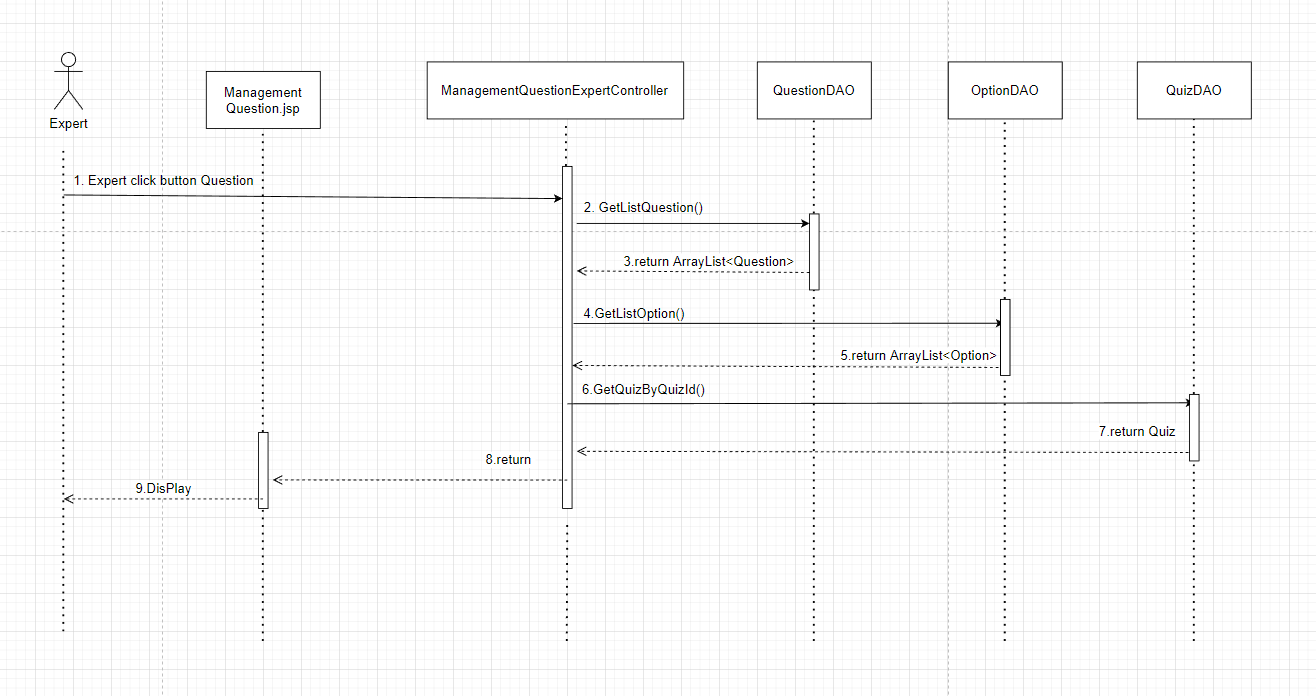 Expert
Management
Question.jsp
ManagementQuestionExpertController
QuestionDAO
OptionDAO
QuizDAO
1. Expert click button Question
2. GetListQuestion()
3.return ArrayList<Question>
4.GetListOption()
5.return ArrayList<Option>
6.GetQuizByQuizId()
7.return Quiz
8.return
9.DisPlay